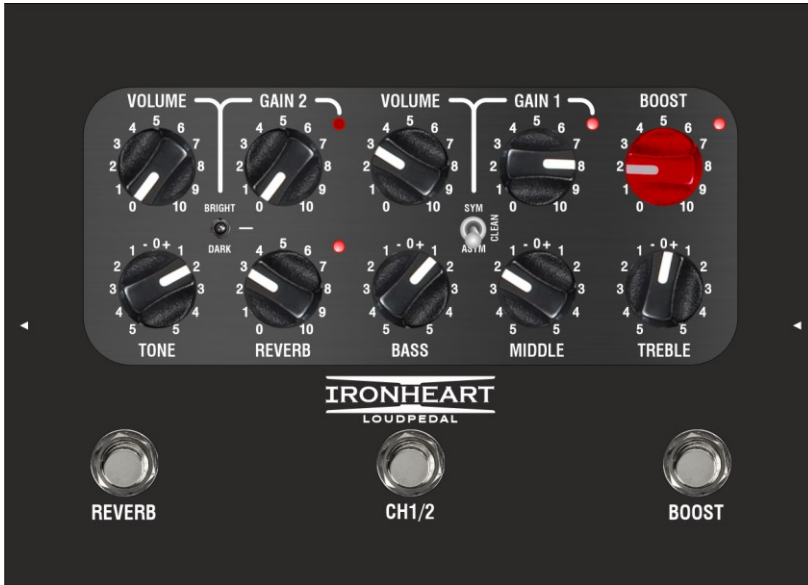 VOLUME GAIN 2 VOLUME GAIN 1 BOOST
4 5 6 4 5 6 4 5 6 4 5 6 4 5 6
3 7 3 7 3 7 3 7 3 7
2 8 2 8 2 8 2 8 2 8
1 9 1 9 1 9 1 9 1 9
0 10 0 10 0 10 0 10 0 10
BRIGHT SYM
CLEAN
DARK ASYM
1 - 0 + 1 4 5 6 1 - 0 + 1 1 - 0 + 1 1 - 0 + 1
2 2 3 7 2 2 2 2 2 2
3 3 2 8 3 3 3 3 3 3
4 4 1 9 4 4 4 4 4 4
5 5 0 10 5 5 5 5 5 5
TONE REVERB BASS MIDDLE TREBLE
IRONHEART
LOUDPEDAL
REVERB CH1/2 BOOST